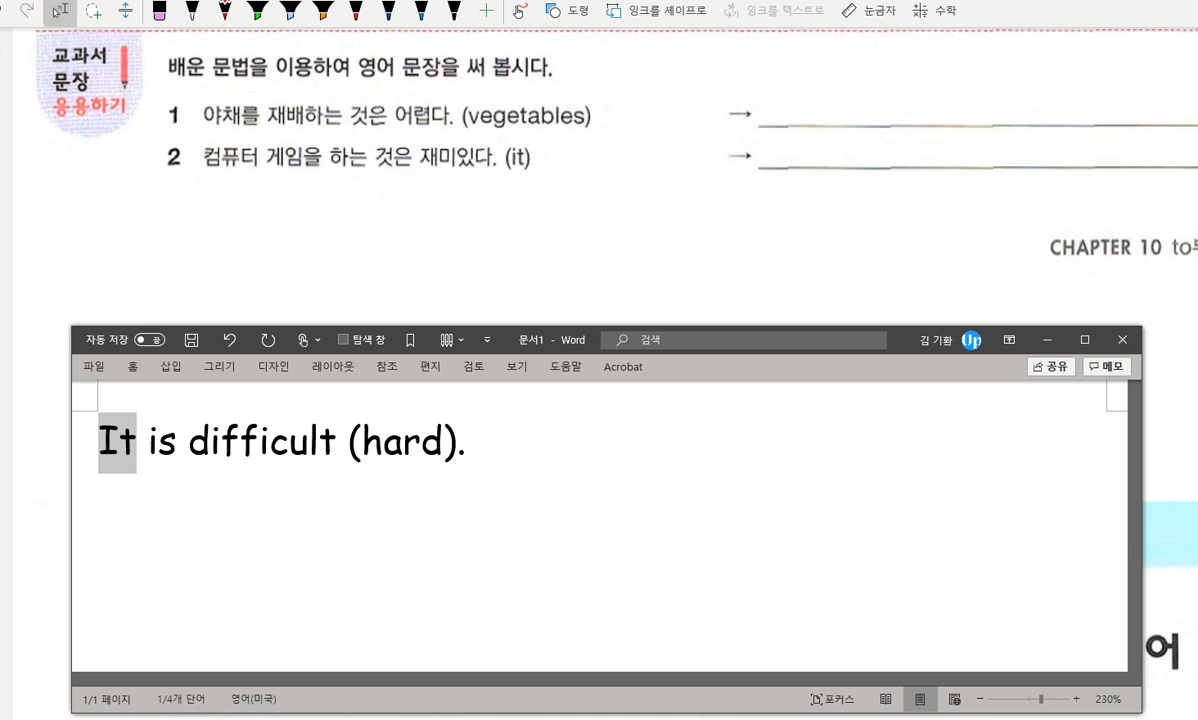 도형 잉크를 셰이프로 잉크를 텍스트로 눈금자 수학
교과서
문장
응용하기
배운 문법을 이용하여 영어 문장을 써 봅시다.
1 야채를 재배하는 것은 어렵다. (vegetables) →
2 컴퓨터 게임을 하는 것은 재미있다. (it) →
CHAPTER 10 to부
자동 저장 끔 탐색 창 문서1 - Word 검색 김 기환 Up
파일 홈 삽입 그리기 디자인 레이아웃 참조 편지 검토 보기 도움말 Acrobat 공유 메모
It is difficult (hard).
어
1/1 페이지 1/4개 단어 영어(미국) 포커스 - + 230%